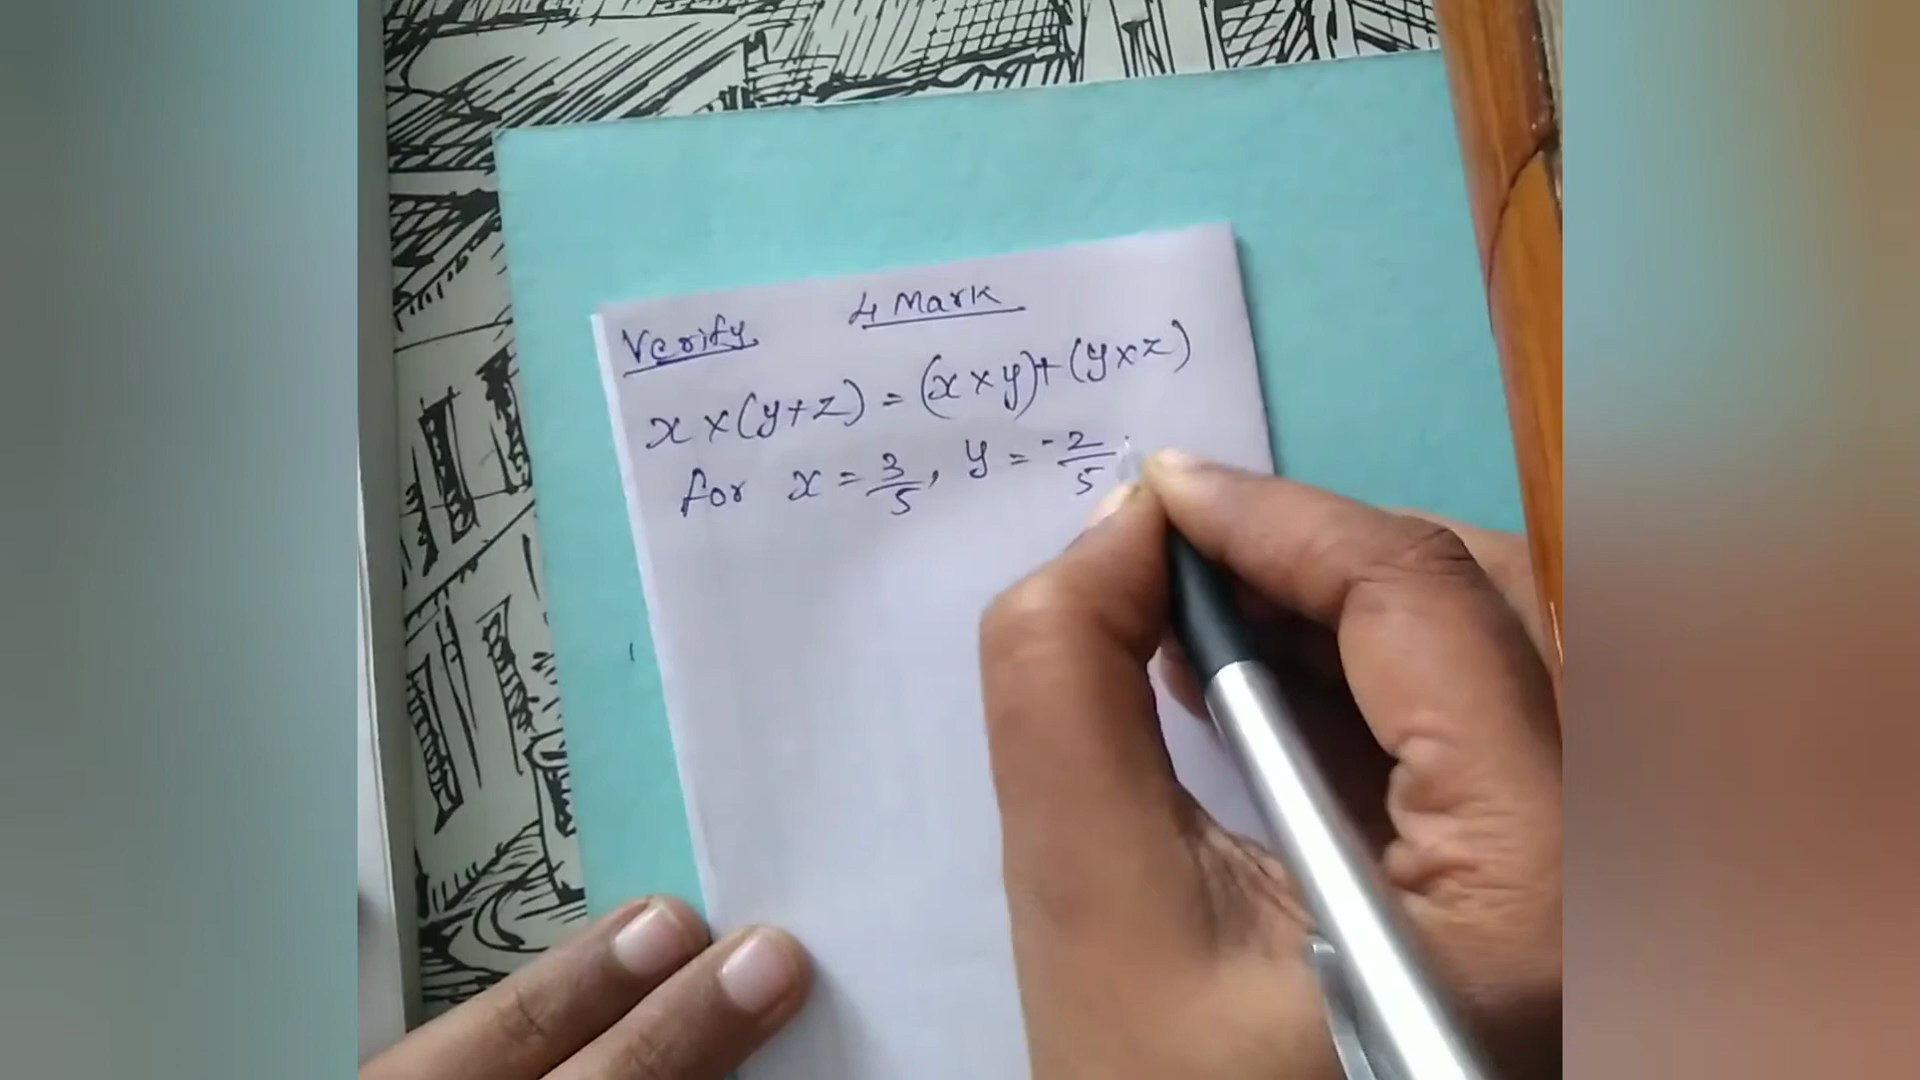 4 Mark
Verify
x × (y+z) = (x × y) + (y × z)
for x = 3/5, y = -2/5